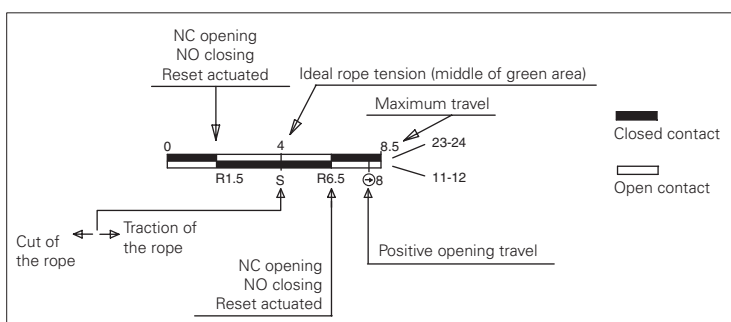 NC opening
NO closing
Reset actuated
Ideal rope tension (middle of green area)
Maximum travel
0
4
8.5
23-24
Closed contact
R1.5
S
R6.5
8
11-12
Open contact
Cut of
the rope
Traction of
the rope
Positive opening travel
NC opening
NO closing
Reset actuated